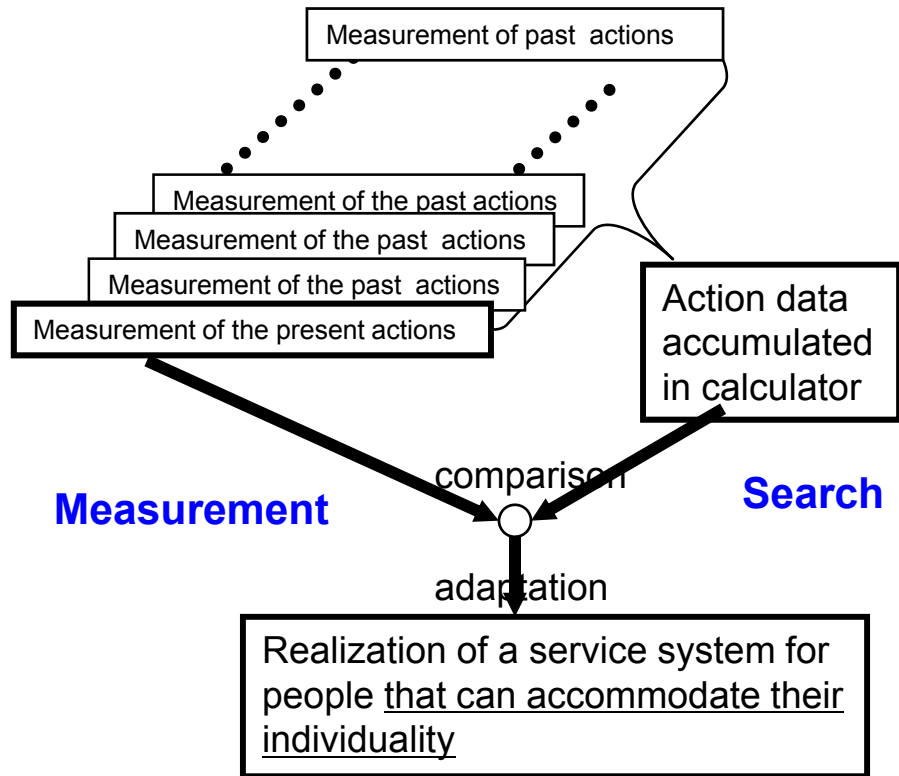 Measurement of past actions
Measurement of the past actions
Measurement of the past actions
Measurement of the past actions
Measurement of the present actions
Action data
accumulated
in calculator
comparison
Measurement
Search
adaptation
Realization of a service system for
people that can accommodate their
individuality